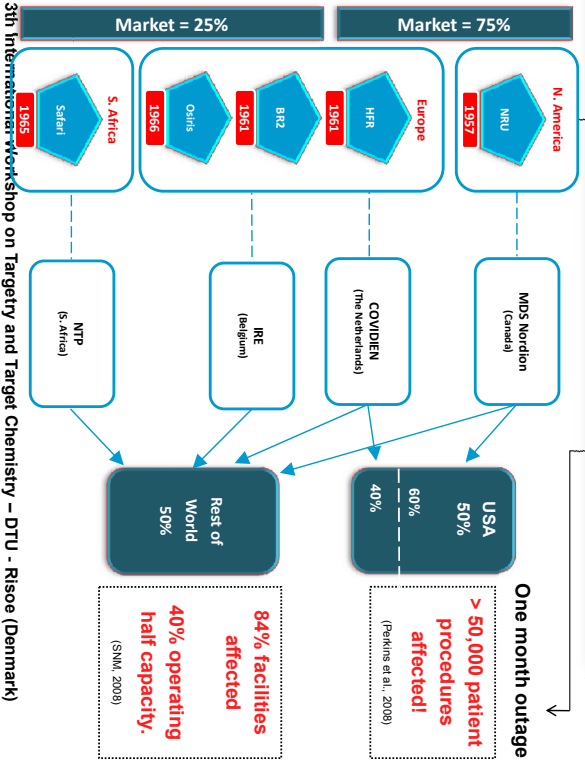 One month outage
Market = 75%
Market = 25%
N. America
NRU
1957
Europe
HFR
1961
BR2
1961
Osiris
1966
S. Africa
Safari
1965
MDS Nordion
(Canada)
COVIDIEN
(The Netherlands)
IRE
(Belgium)
NTP
(S. Africa)
USA
50%
60%
40%
Rest of
World
50%
> 50,000 patient
procedures
affected!
(Perkins et al., 2008)
84% facilities
affected
40% operating
half capacity.
(SNM, 2008)
3th International Workshop on Targetry and Target Chemistry – DTU - Risoe (Denmark)